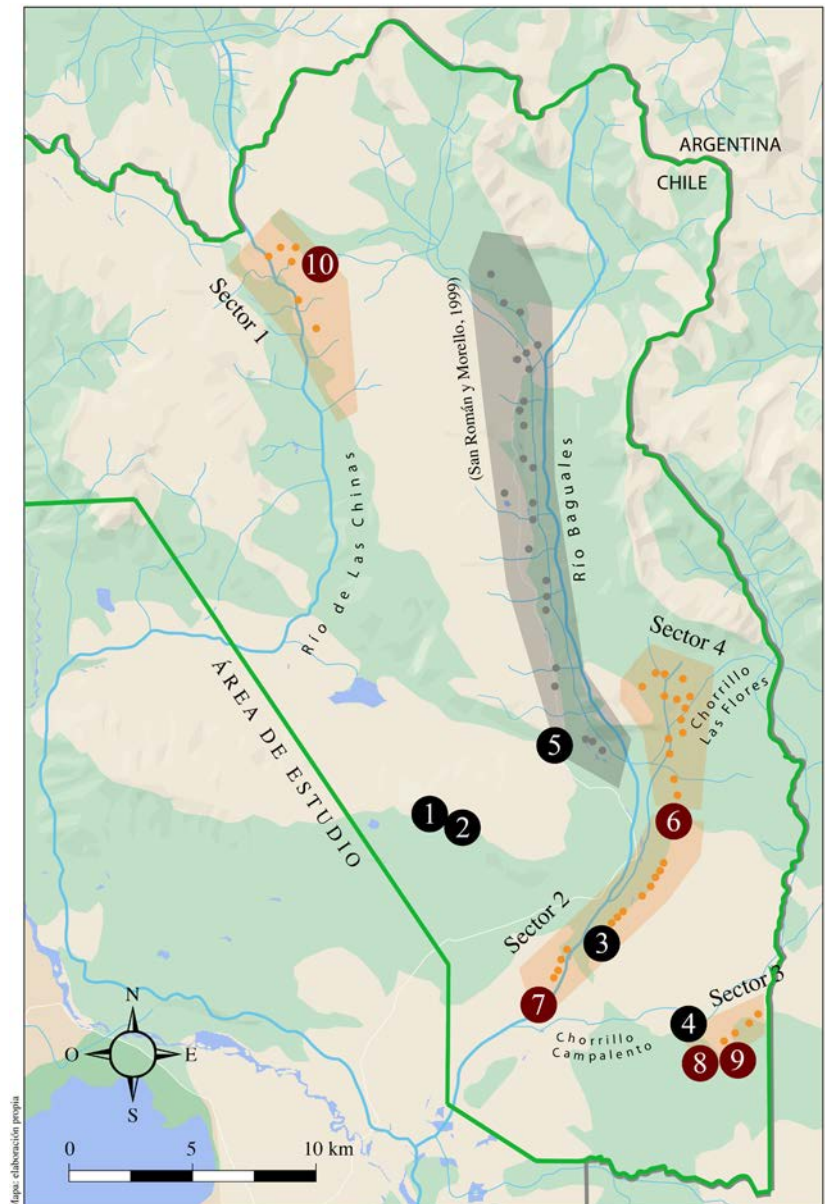 ARGENTINA
CHILE
10
Sector 1
(San Román y Morello, 1999)
Río de Las Chinas
Río Baguales
Sector 4
Chorrillo
Las Flores
ÁREA DE ESTUDIO
5
1
2
6
Sector 2
3
7
Sector 3
4
Chorrillo
Campalento
8
9
N
O
E
S
0
5
10 km
Mapa: elaboración propia